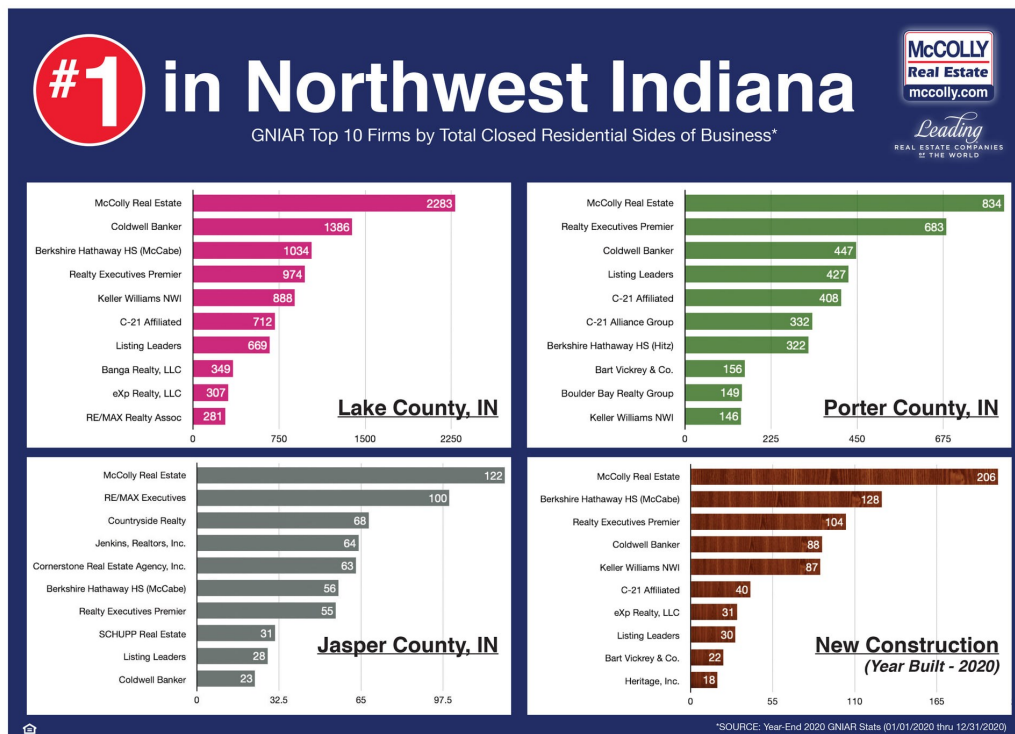 #1 in Northwest Indiana
GNIAR Top 10 Firms by Total Closed Residential Sides of Business*
McCOLLY
Real Estate
mccolly.com
Leading
REAL ESTATE COMPANIES
OF THE WORLD
McColly Real Estate 2283
Coldwell Banker 1386
Berkshire Hathaway HS (McCabe) 1034
Realty Executives Premier 974
Keller Williams NWI 888
C-21 Affiliated 712
Listing Leaders 669
Banga Realty, LLC 349
eXp Realty, LLC 307
RE/MAX Realty Assoc 281
Lake County, IN
0 750 1500 2250
McColly Real Estate 834
Realty Executives Premier 683
Coldwell Banker 447
Listing Leaders 427
C-21 Affiliated 408
C-21 Alliance Group 332
Berkshire Hathaway HS (Hitz) 322
Bart Vickrey & Co. 156
Boulder Bay Realty Group 149
Keller Williams NWI 146
Porter County, IN
0 225 450 675
McColly Real Estate 122
RE/MAX Executives 100
Countryside Realty 68
Jenkins, Realtors, Inc. 64
Cornerstone Real Estate Agency, Inc. 63
Berkshire Hathaway HS (McCabe) 56
Realty Executives Premier 55
SCHUPP Real Estate 31
Listing Leaders 28
Coldwell Banker 23
Jasper County, IN
0 32.5 65 97.5
McColly Real Estate 206
Berkshire Hathaway HS (McCabe) 128
Realty Executives Premier 104
Coldwell Banker 88
Keller Williams NWI 87
C-21 Affiliated 40
eXp Realty, LLC 31
Listing Leaders 30
Bart Vickrey & Co. 22
Heritage, Inc. 18
New Construction
(Year Built - 2020)
0 55 110 165
*SOURCE: Year-End 2020 GNIAR Stats (01/01/2020 thru 12/31/2020)